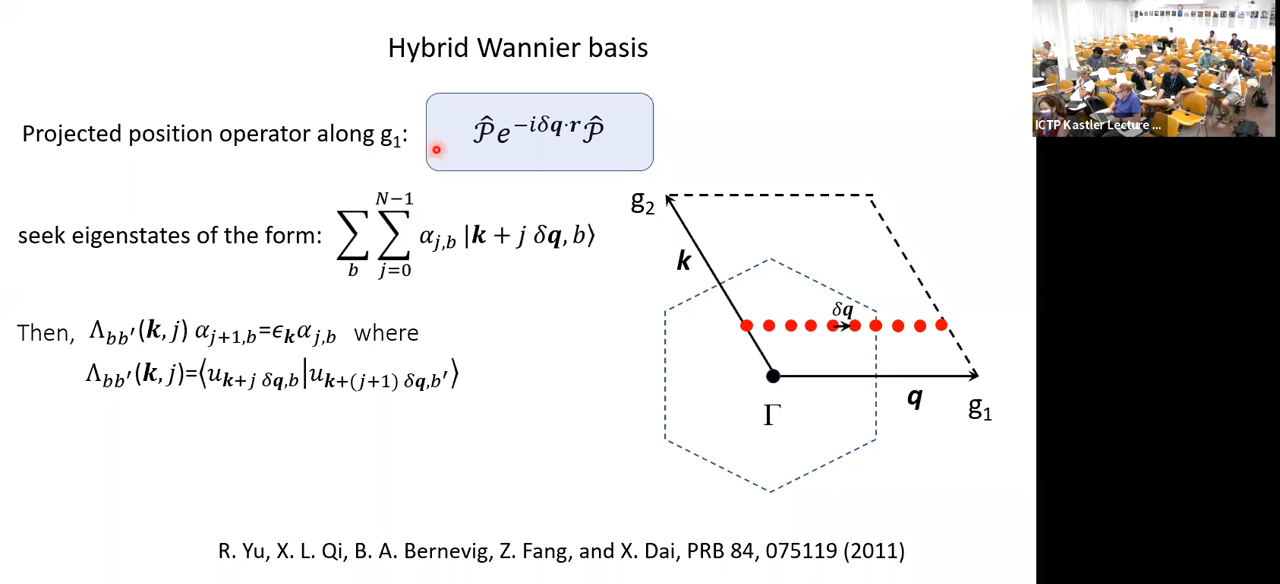 Hybrid Wannier basis
Projected position operator along g₁: 𝒫̂e^{-iδ𝒒·𝒓}𝒫̂
seek eigenstates of the form: ∑_b ∑_{j=0}^{N−1} α_{j,b} |𝒌 + j δ𝒒, b⟩
Then, Λ_{bb′}(𝒌, j) α_{j+1,b}=ϵ_𝒌α_{j,b} where
Λ_{bb′}(𝒌, j)=⟨u_{𝒌+j δ𝒒,b}|u_{𝒌+(j+1) δ𝒒,b′}⟩
g₂
𝒌
δ𝒒
𝒒
g₁
Γ
R. Yu, X. L. Qi, B. A. Bernevig, Z. Fang, and X. Dai, PRB 84, 075119 (2011)
ICTP Kastler Lecture ...